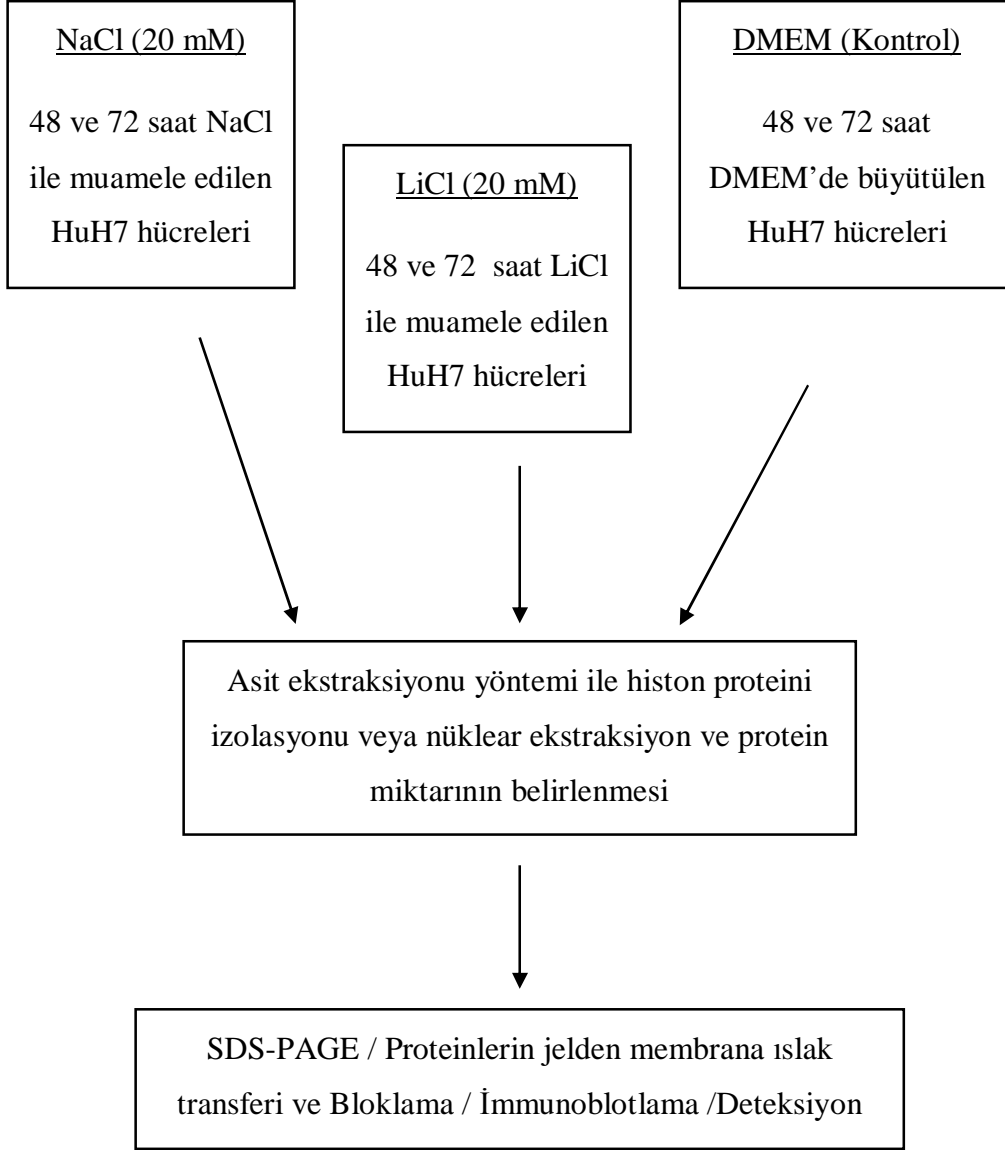 NaCl (20 mM)
48 ve 72 saat NaCl
ile muamele edilen
HuH7 hücreleri
LiCl (20 mM)
48 ve 72 saat LiCl
ile muamele edilen
HuH7 hücreleri
DMEM (Kontrol)
48 ve 72 saat
DMEM’de büyütülen
HuH7 hücreleri
Asit ekstraksiyonu yöntemi ile histon proteini
izolasyonu veya nüklear ekstraksiyon ve protein
miktarının belirlenmesi
SDS-PAGE / Proteinlerin jelden membrana ıslak
transferi ve Bloklama / İmmunoblotlama /Deteksiyon